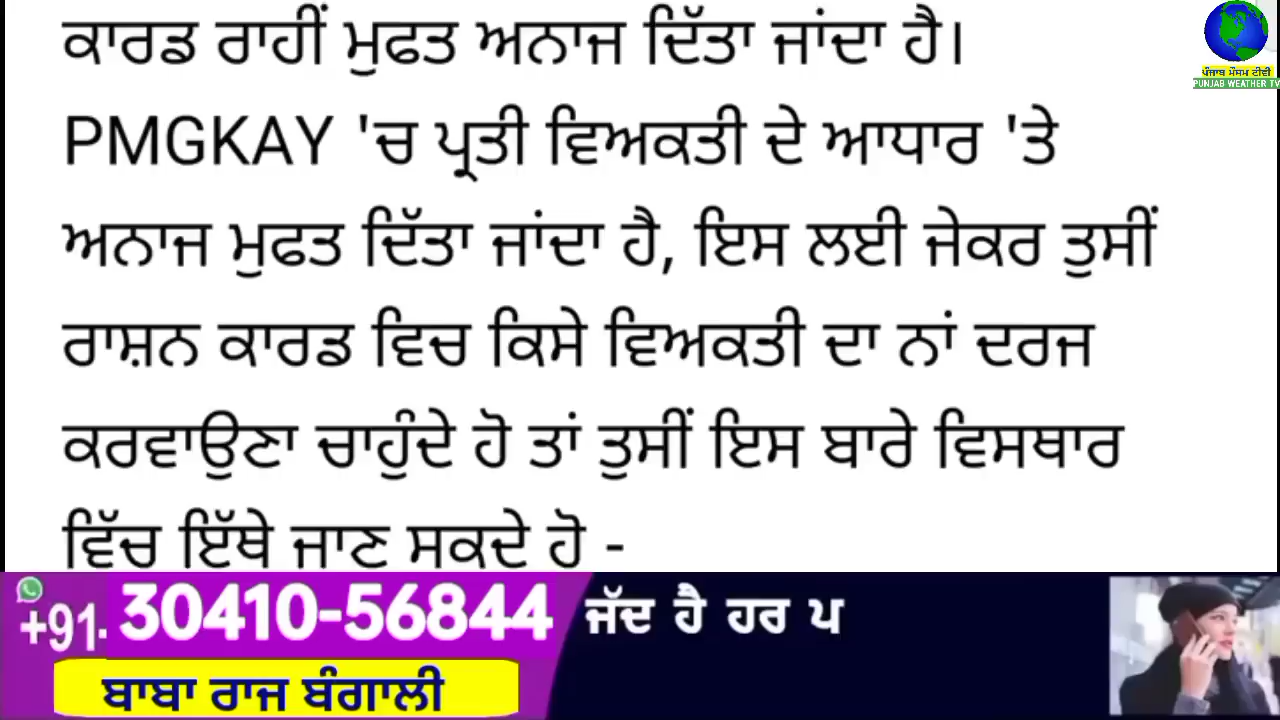 ਕਾਰਡ ਰਾਹੀਂ ਮੁਫਤ ਅਨਾਜ ਦਿੱਤਾ ਜਾਂਦਾ ਹੈ।
PMGKAY 'ਚ ਪ੍ਰਤੀ ਵਿਅਕਤੀ ਦੇ ਆਧਾਰ 'ਤੇ
ਅਨਾਜ ਮੁਫਤ ਦਿੱਤਾ ਜਾਂਦਾ ਹੈ, ਇਸ ਲਈ ਜੇਕਰ ਤੁਸੀਂ
ਰਾਸ਼ਨ ਕਾਰਡ ਵਿਚ ਕਿਸੇ ਵਿਅਕਤੀ ਦਾ ਨਾਂ ਦਰਜ
ਕਰਵਾਉਣਾ ਚਾਹੁੰਦੇ ਹੋ ਤਾਂ ਤੁਸੀਂ ਇਸ ਬਾਰੇ ਵਿਸਥਾਰ
ਵਿੱਚ ਇੱਥੇ ਜਾਣ ਸਕਦੇ ਹੋ -
ਪੰਜਾਬ ਮੌਸਮ ਟੀਵੀ
PUNJAB WEATHER TV
+91- 30410-56844
ਜੱਦ ਹੈ ਹਰ ਪ
ਬਾਬਾ ਰਾਜ ਬੰਗਾਲੀ